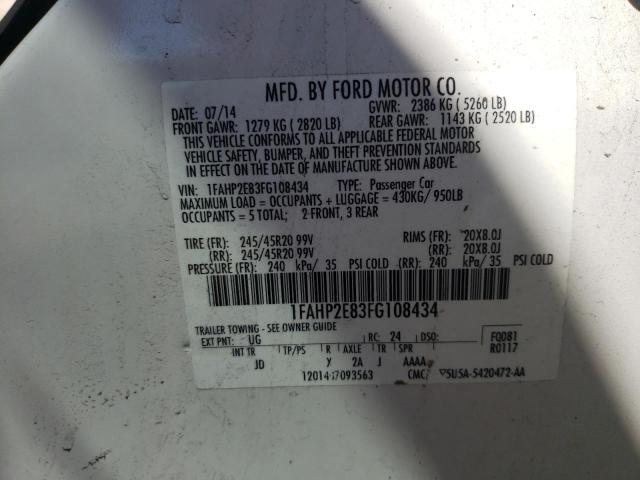 MFD. BY FORD MOTOR CO.
DATE: 07/14 GVWR: 2386 KG ( 5260 LB)
FRONT GAWR: 1279 KG ( 2820 LB) REAR GAWR: 1143 KG ( 2520 LB)
THIS VEHICLE CONFORMS TO ALL APPLICABLE FEDERAL MOTOR
VEHICLE SAFETY, BUMPER, AND THEFT PREVENTION STANDARDS
IN EFFECT ON THE DATE OF MANUFACTURE SHOWN ABOVE.
VIN: 1FAHP2E83FG108434 TYPE: Passenger Car
MAXIMUM LOAD = OCCUPANTS + LUGGAGE = 430KG/ 950LB
OCCUPANTS = 5 TOTAL; 2-FRONT, 3 REAR
TIRE (FR): 245/45R20 99V RIMS (FR): 20X8.0J
(RR): 245/45R20 99V (RR): 20X8.0J
PRESSURE (FR): 240 kPa/ 35 PSI COLD (RR): 240 kPa/ 35 PSI COLD
1FAHP2E83FG108434
TRAILER TOWING - SEE OWNER GUIDE
EXT PNT: UG RC: 24 DSO: FQD81
INT TR TP/PS R AXLE TR SPR R0117
JD Y 2A J AAAA
CMC 5U5A-5420472-AA